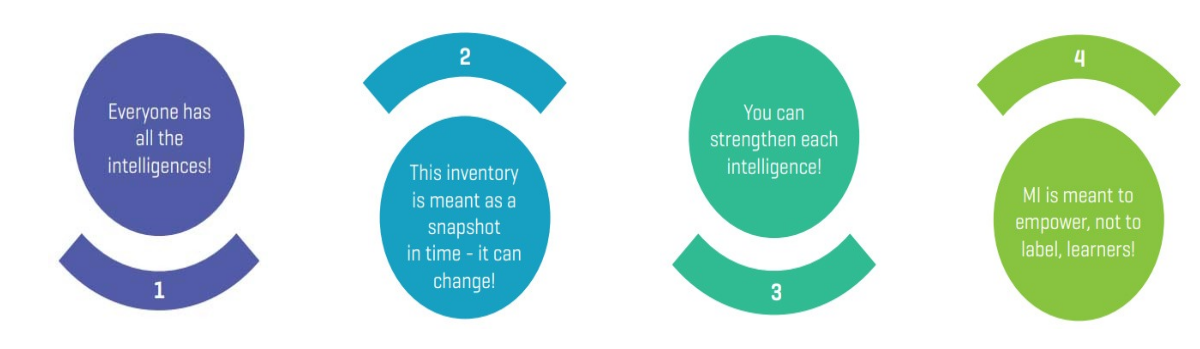 Everyone has
all the
intelligences!
1
2
This inventory
is meant as a
snapshot
in time - it can
change!
You can
strengthen each
intelligence!
3
4
MI is meant to
empower, not to
label, learners!